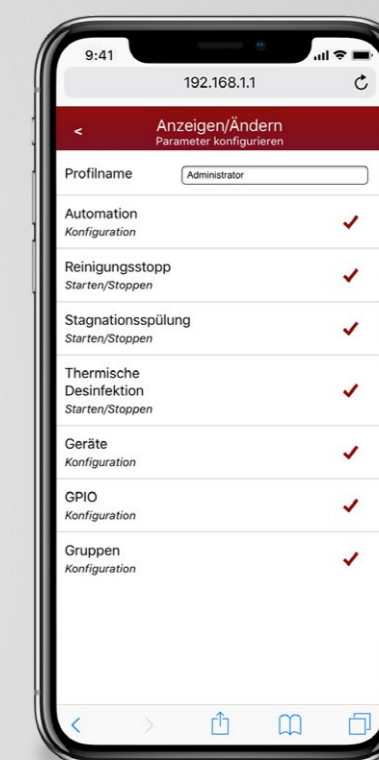 9:41
192.168.1.1
<
Anzeigen/Ändern
Parameter konfigurieren
Profilname
Administrator
Automation
Konfiguration
Reinigungsstopp
Starten/Stoppen
Stagnationsspülung
Starten/Stoppen
Thermische
Desinfektion
Starten/Stoppen
Geräte
Konfiguration
GPIO
Konfiguration
Gruppen
Konfiguration